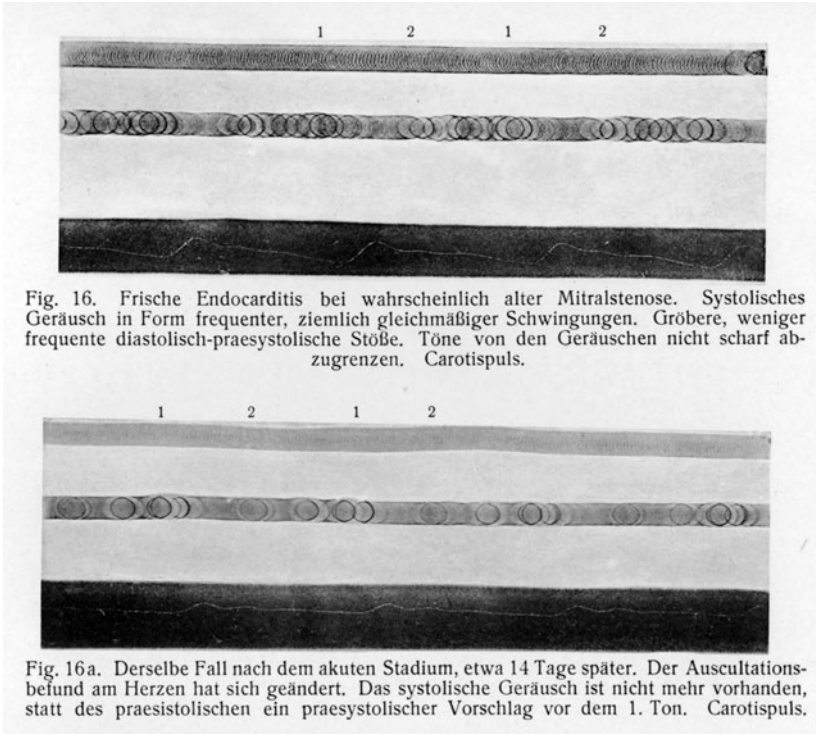 1 2 1 2
Fig. 16. Frische Endocarditis bei wahrscheinlich alter Mitralstenose. Systolisches
Geräusch in Form frequenter, ziemlich gleichmäßiger Schwingungen. Gröbere, weniger
frequente diastolisch-praesystolische Stöße. Töne von den Geräuschen nicht scharf ab-
zugrenzen. Carotispuls.
1 2 1 2
Fig. 16a. Derselbe Fall nach dem akuten Stadium, etwa 14 Tage später. Der Auscultations-
befund am Herzen hat sich geändert. Das systolische Geräusch ist nicht mehr vorhanden,
statt des praesistolischen ein praesystolischer Vorschlag vor dem 1. Ton. Carotispuls.